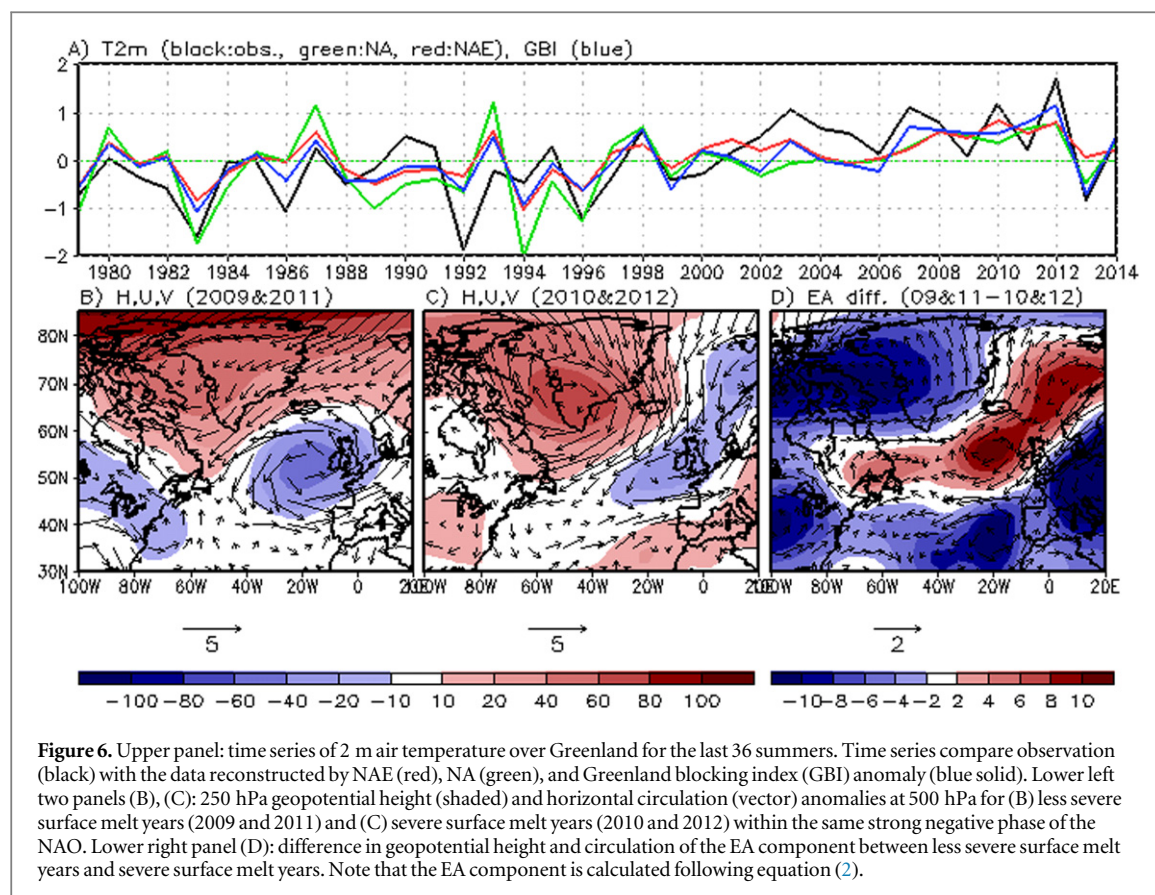 A) T2m (black:obs., green:NA, red:NAE), GBI (blue)
2
1
0
−1
−2
1980 1982 1984 1986 1988 1990 1992 1994 1996 1998 2000 2002 2004 2006 2008 2010 2012 2014
B) H,U,V (2009&2011) C) H,U,V (2010&2012) D) EA diff. (09&11−10&12)
80N
70N
60N
50N
40N
30N
100W 80W 60W 40W 20W 0 20E 100W 80W 60W 40W 20W 0 20E 100W 80W 60W 40W 20W 0 20E
5 5 2
−100 −80 −60 −40 −20 −10 10 20 40 60 80 100 −10 −8 −6 −4 −2 2 4 6 8 10
Figure 6. Upper panel: time series of 2 m air temperature over Greenland for the last 36 summers. Time series compare observation
(black) with the data reconstructed by NAE (red), NA (green), and Greenland blocking index (GBI) anomaly (blue solid). Lower left
two panels (B), (C): 250 hPa geopotential height (shaded) and horizontal circulation (vector) anomalies at 500 hPa for (B) less severe
surface melt years (2009 and 2011) and (C) severe surface melt years (2010 and 2012) within the same strong negative phase of the
NAO. Lower right panel (D): difference in geopotential height and circulation of the EA component between less severe surface melt
years and severe surface melt years. Note that the EA component is calculated following equation (2).